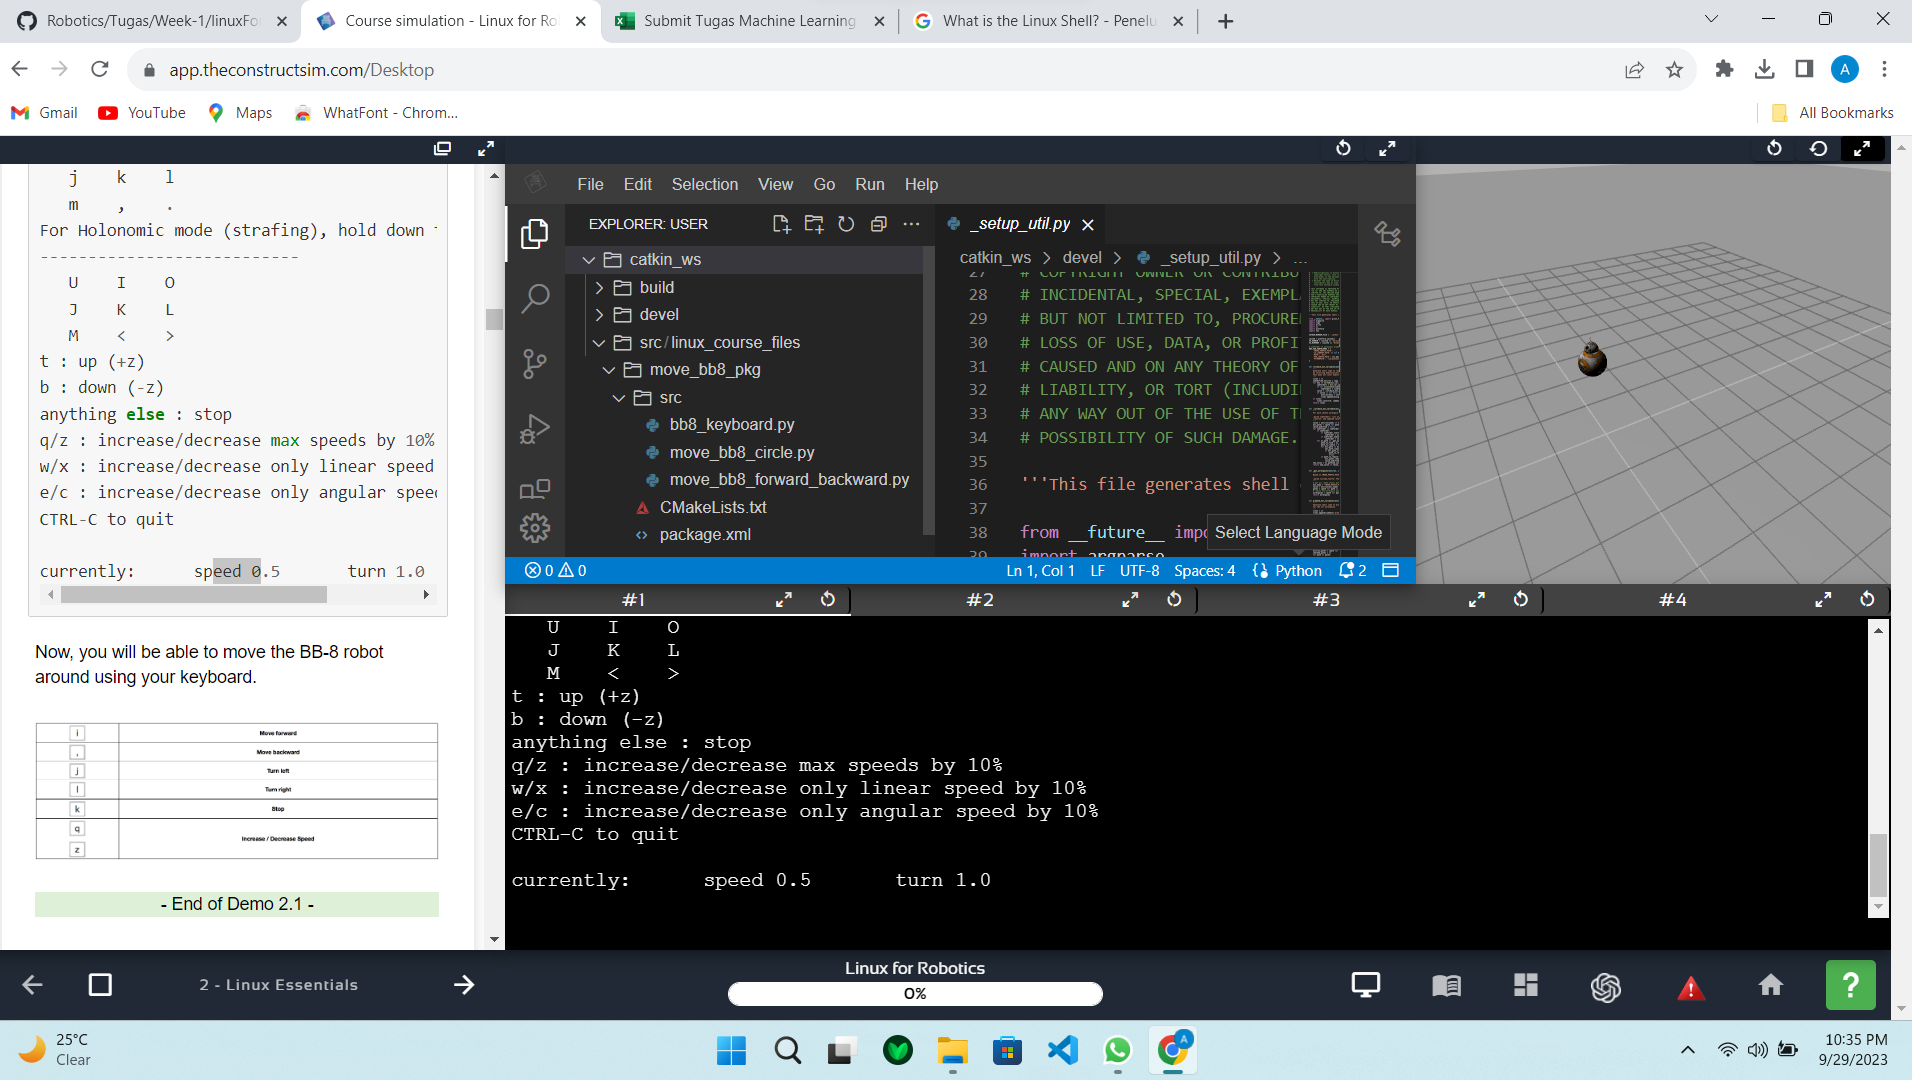 Robotics/Tugas/Week-1/linuxFo
Course simulation - Linux for Ro
Submit Tugas Machine Learning
What is the Linux Shell? - Penelu
app.theconstructsim.com/Desktop
A
Gmail
YouTube
Maps
WhatFont - Chrom...
All Bookmarks
j k l
m , .
For Holonomic mode (strafing), hold down
---------------------------
U I O
J K L
M < >
t : up (+z)
b : down (-z)
anything else : stop
q/z : increase/decrease max speeds by 10%
w/x : increase/decrease only linear speed
e/c : increase/decrease only angular speed
CTRL-C to quit
currently: speed 0.5 turn 1.0
Now, you will be able to move the BB-8 robot
around using your keyboard.
i Move forward
, Move backward
j Turn left
l Turn right
k Stop
q
z
Increase / Decrease Speed
- End of Demo 2.1 -
File Edit Selection View Go Run Help
EXPLORER: USER
catkin_ws
build
devel
src/linux_course_files
move_bb8_pkg
src
bb8_keyboard.py
move_bb8_circle.py
move_bb8_forward_backward.py
CMakeLists.txt
package.xml
_setup_util.py
catkin_ws > devel > _setup_util.py > ...
27 # COPYRIGHT OWNER OR CONTRIBU
28 # INCIDENTAL, SPECIAL, EXEMPL
29 # BUT NOT LIMITED TO, PROCURE
30 # LOSS OF USE, DATA, OR PROFI
31 # CAUSED AND ON ANY THEORY OF
32 # LIABILITY, OR TORT (INCLUDI
33 # ANY WAY OUT OF THE USE OF T
34 # POSSIBILITY OF SUCH DAMAGE.
35
36 '''This file generates shell
37
38 from __future__ impo
39 import argparse
Select Language Mode
0 0
Ln 1, Col 1 LF UTF-8 Spaces: 4 Python 2
#1 #2 #3 #4
U I O
J K L
M < >
t : up (+z)
b : down (-z)
anything else : stop
q/z : increase/decrease max speeds by 10%
w/x : increase/decrease only linear speed by 10%
e/c : increase/decrease only angular speed by 10%
CTRL-C to quit
currently: speed 0.5 turn 1.0
2 - Linux Essentials
Linux for Robotics
0%
?
25°C
Clear
A
10:35 PM
9/29/2023